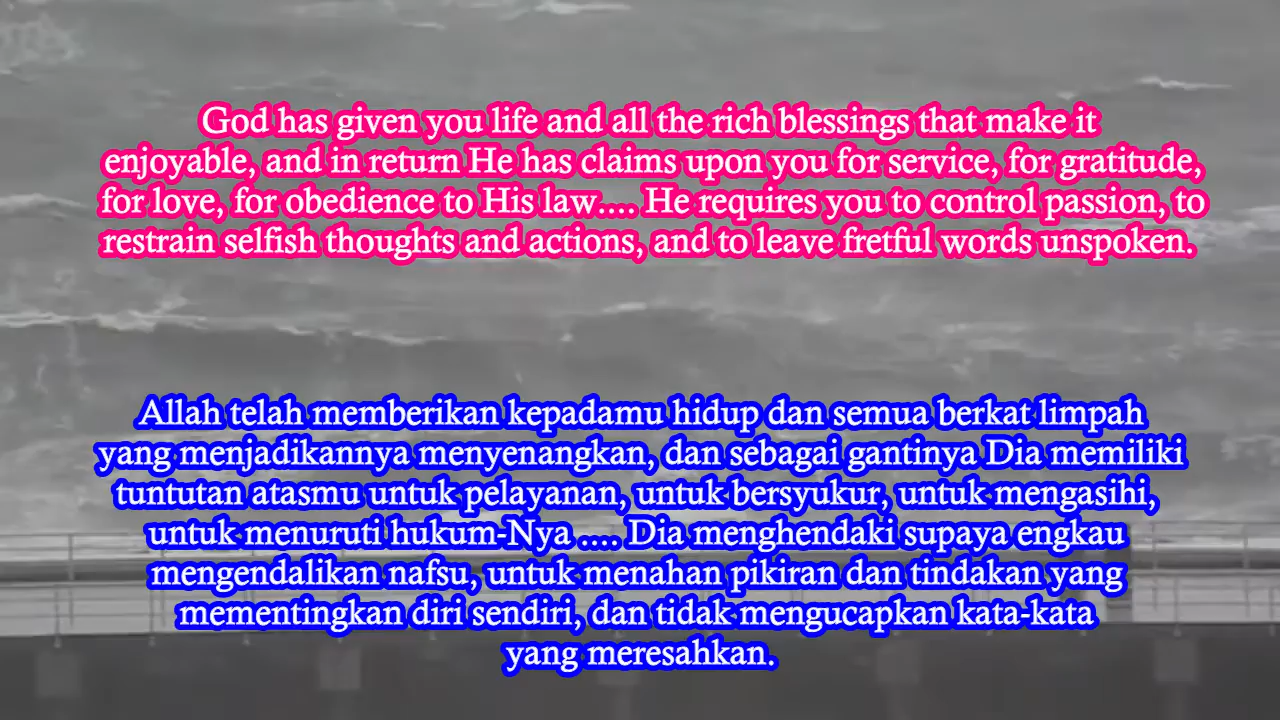 God has given you life and all the rich blessings that make it
enjoyable, and in return He has claims upon you for service, for gratitude,
for love, for obedience to His law.... He requires you to control passion, to
restrain selfish thoughts and actions, and to leave fretful words unspoken.
Allah telah memberikan kepadamu hidup dan semua berkat limpah
yang menjadikannya menyenangkan, dan sebagai gantinya Dia memiliki
tuntutan atasmu untuk pelayanan, untuk bersyukur, untuk mengasihi,
untuk menuruti hukum-Nya .... Dia menghendaki supaya engkau
mengendalikan nafsu, untuk menahan pikiran dan tindakan yang
mementingkan diri sendiri, dan tidak mengucapkan kata-kata
yang meresahkan.